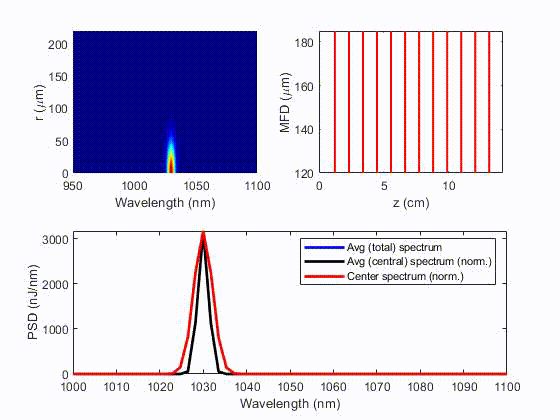 200
150
100
50
0
950 1000 1050 1100
r (μm)
Wavelength (nm)
180
160
140
120
0 5 10
MFD (μm)
z (cm)
3000
2000
1000
0
1000 1010 1020 1030 1040 1050 1060 1070 1080 1090 1100
PSD (nJ/nm)
Wavelength (nm)
Avg (total) spectrum
Avg (central) spectrum (norm.)
Center spectrum (norm.)